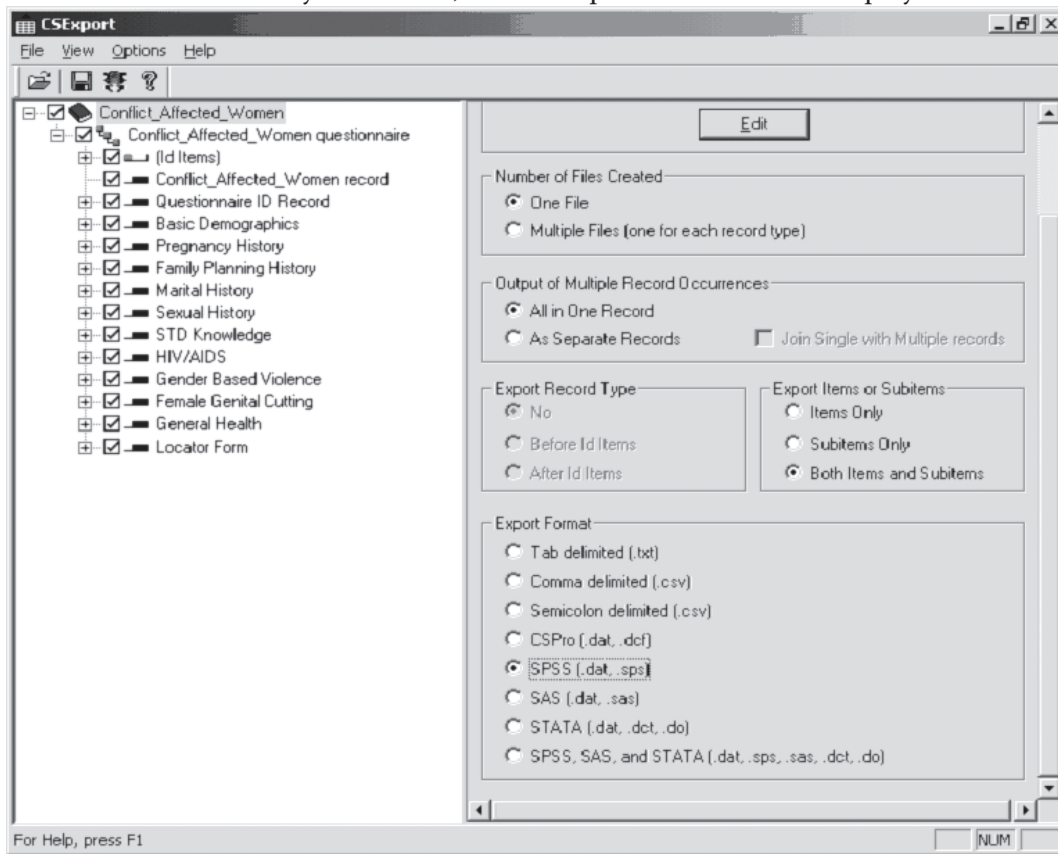 CSExport
File View Options Help
Conflict_Affected_Women
Conflict_Affected_Women questionnaire
(Id Items)
Conflict_Affected_Women record
Questionnaire ID Record
Basic Demographics
Pregnancy History
Family Planning History
Marital History
Sexual History
STD Knowledge
HIV/AIDS
Gender Based Violence
Female Genital Cutting
General Health
Locator Form
Edit
Number of Files Created
One File
Multiple Files (one for each record type)
Output of Multiple Record Occurrences
All in One Record
As Separate Records
Join Single with Multiple records
Export Record Type
No
Before Id Items
After Id Items
Export Items or Subitems
Items Only
Subitems Only
Both Items and Subitems
Export Format
Tab delimited (.txt)
Comma delimited (.csv)
Semicolon delimited (.csv)
CSPro (.dat, .dcf)
SPSS (.dat, .sps)
SAS (.dat, .sas)
STATA (.dat, .dct, .do)
SPSS, SAS, and STATA (.dat, .sps, .sas, .dct, .do)
For Help, press F1
NUM